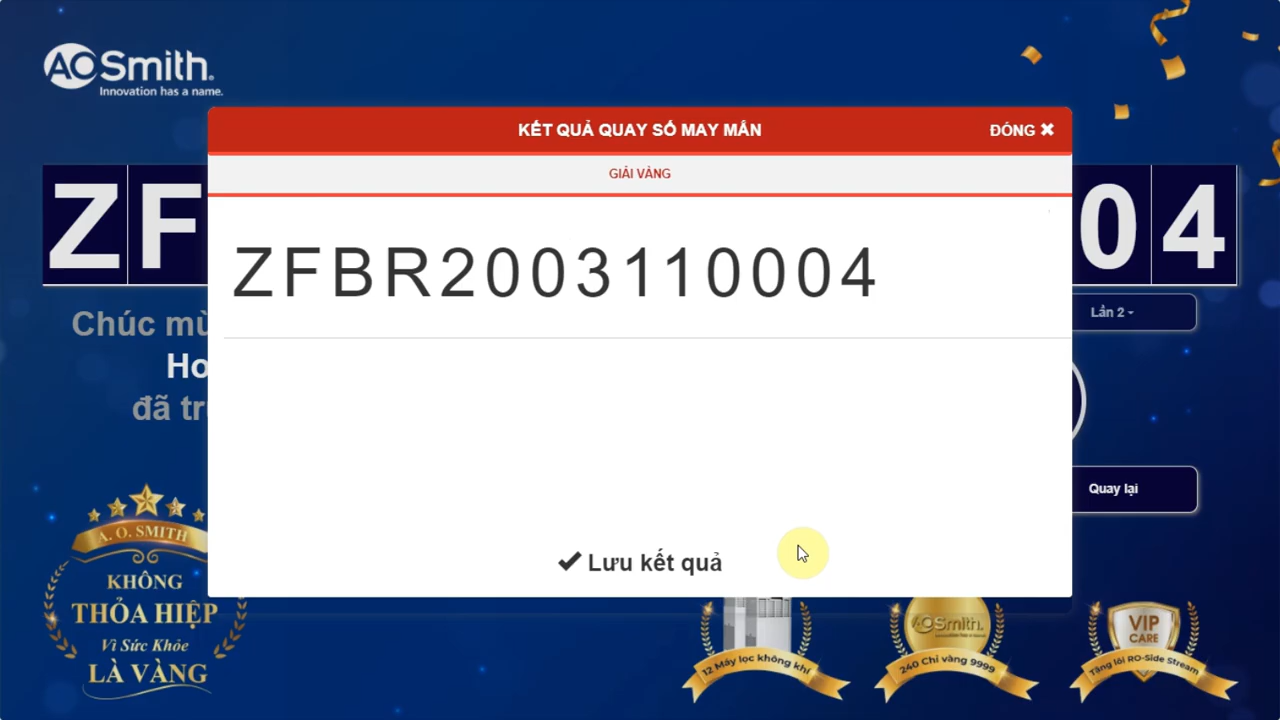 AOSmith.
Innovation has a name.
KẾT QUẢ QUAY SỐ MAY MẮN
ĐÓNG ✖
GIẢI VÀNG
ZF
04
ZFBR2003110004
Lần 2
Chúc mừ
Ho
đã tr
Quay lại
✔ Lưu kết quả
A. O. SMITH
KHÔNG
THỎA HIỆP
Vì Sức Khỏe
LÀ VÀNG
12 Máy lọc không khí
AOSmith.
240 Chỉ vàng 9999
VIP
CARE
Tặng lõi RO-Side Stream